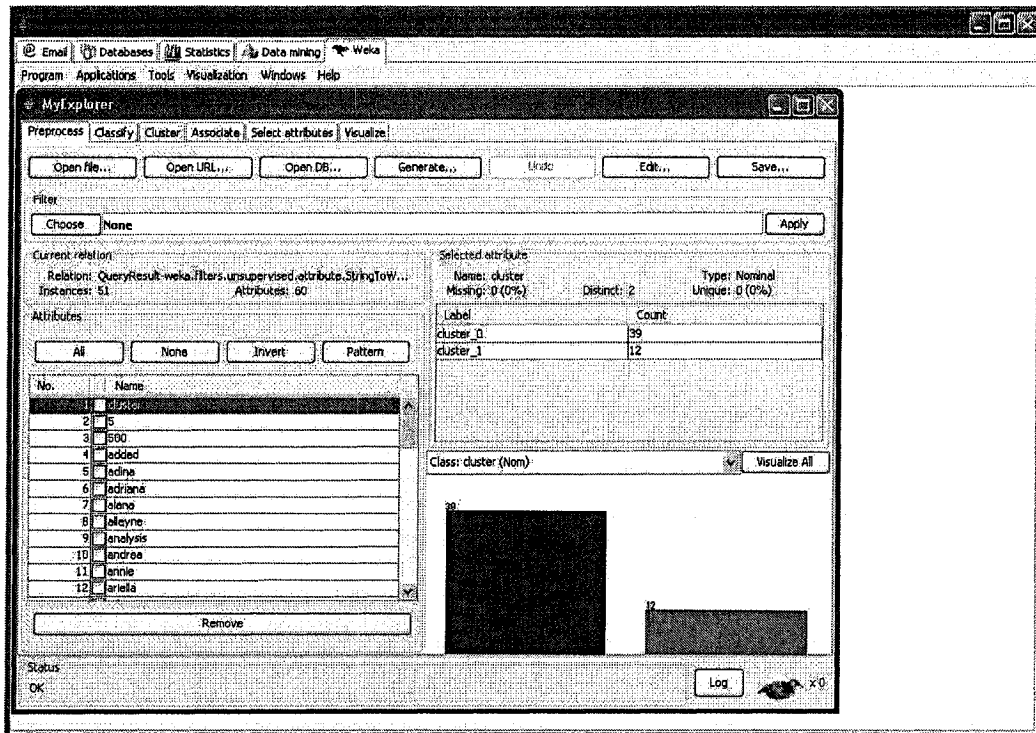 Email Databases Statistics Data mining Weka
Program Applications Tools Visualization Windows Help
MyExplorer
Preprocess Classify Cluster Associate Select attributes Visualize
Open file... Open URL... Open DB... Generate... Undo Edit... Save...
Filter
Choose None Apply
Current relation
Relation: QueryResult-weka.filters.unsupervised.attribute.StringToW...
Instances: 51 Attributes: 60
Selected attribute
Name: cluster Type: Nominal
Missing: 0 (0%) Distinct: 2 Unique: 0 (0%)
Label Count
cluster_0 39
cluster_1 12
Attributes
All None Invert Pattern
No. Name
1 cluster
2 5
3 500
4 added
5 adina
6 adriana
7 alana
8 alleyne
9 analysis
10 andrea
11 annie
12 ariella
Remove
Class: cluster (Nom) Visualize All
39
12
Status
OK
Log x 0